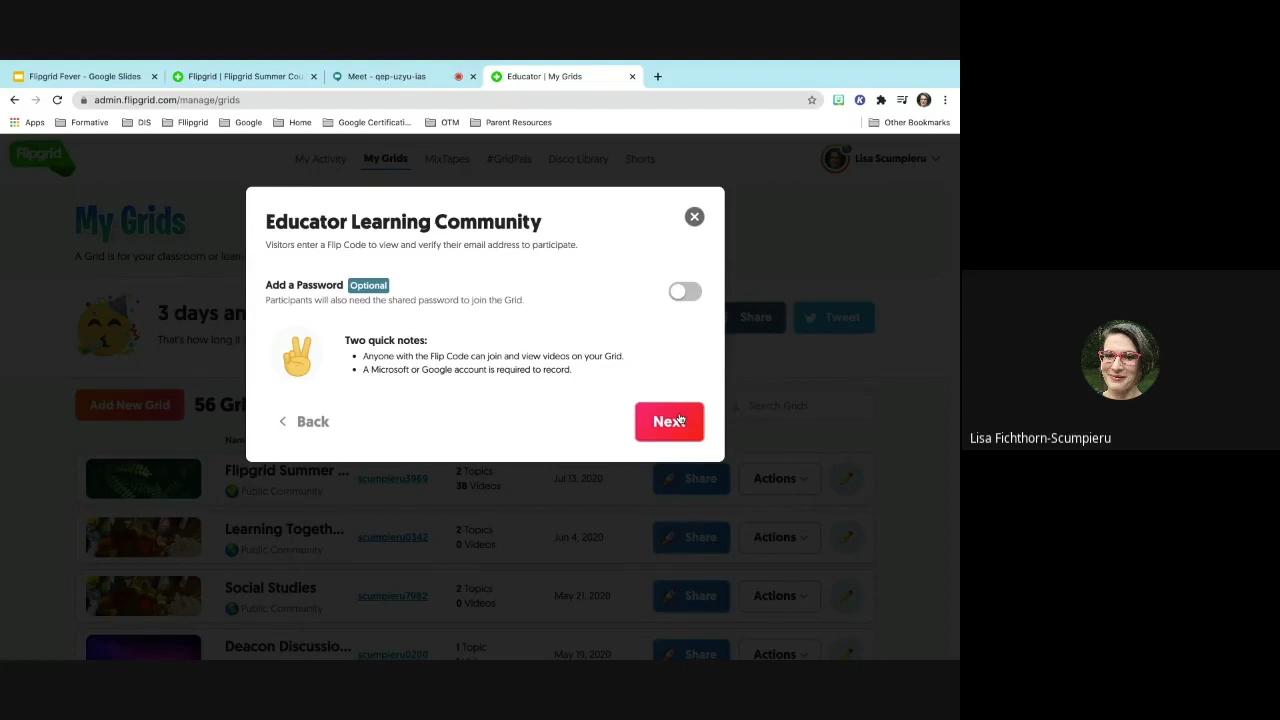 Flipgrid Fever - Google Slides
Flipgrid | Flipgrid Summer Cou
Meet - qep-uzyu-ias
Educator | My Grids
admin.flipgrid.com/manage/grids
Apps
Formative
DIS
Flipgrid
Google
Home
Google Certificati...
OTM
Parent Resources
Other Bookmarks
Flipgrid
My Activity
My Grids
MixTapes
#GridPals
Disco Library
Shorts
Lisa Scumpieru
My Grids
A Grid is for your classroom or
3 days an
That's how long i
Share
Tweet
Educator Learning Community
Visitors enter a Flip Code to view and verify their email address to participate.
Add a Password Optional
Participants will also need the shared password to join the Grid.
Two quick notes:
• Anyone with the Flip Code can join and view videos on your Grid.
• A Microsoft or Google account is required to record.
Back
Next
Add New Grid
56 Gri
Search Grids
Nam
Flipgrid Summer ...
Public Community
scumpieru3969
2 Topics
38 Videos
Jul 13, 2020
Share
Actions
Learning Togeth...
Public Community
scumpieru0342
2 Topics
0 Videos
Jun 4, 2020
Share
Actions
Social Studies
Public Community
scumpieru7982
2 Topics
0 Videos
May 21, 2020
Share
Actions
Deacon Discussio...
scumpieru0200
1 Topic
May 19, 2020
Share
Actions
Lisa Fichthorn-Scumpieru